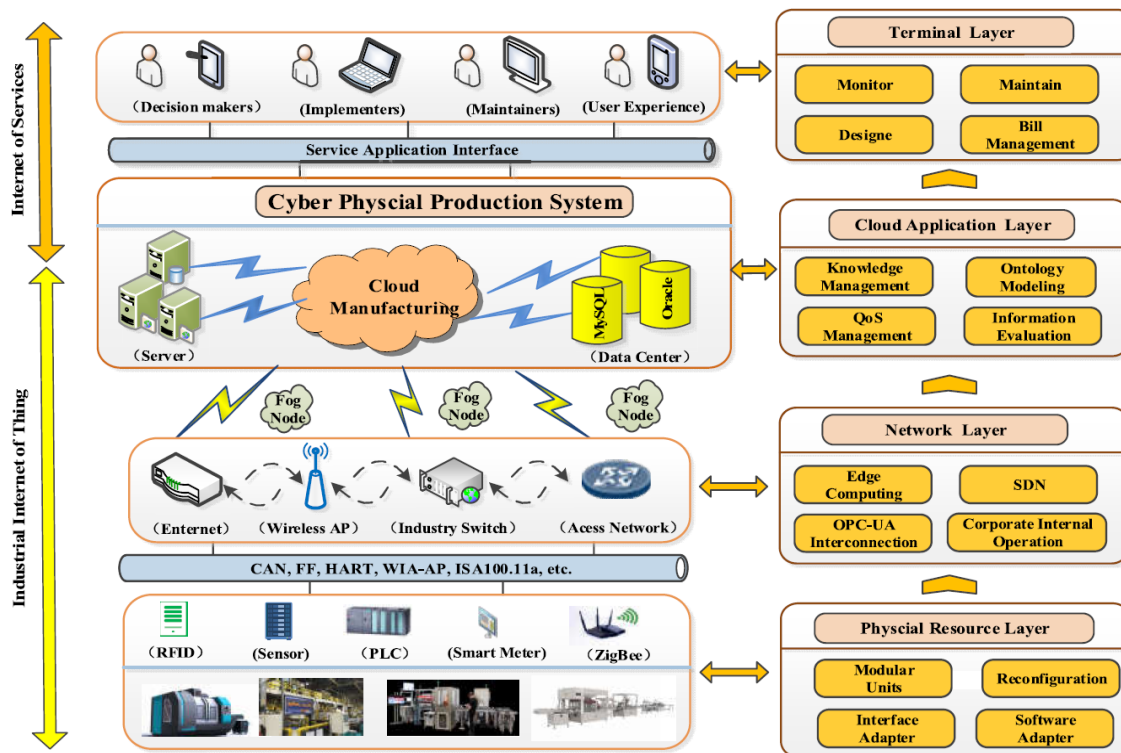 Internet of Services
Industrial Internet of Thing
(Decision makers)
(Implementers)
(Maintainers)
(User Experience)
Service Application Interface
Cyber Physcial Production System
Cloud
Manufacturing
MySQL
Oracle
(Server)
(Data Center)
Fog
Node
Fog
Node
Fog
Node
(Enternet)
(Wireless AP)
(Industry Switch)
(Acess Network)
CAN, FF, HART, WIA-AP, ISA100.11a, etc.
(RFID)
(Sensor)
(PLC)
(Smart Meter)
(ZigBee)
Terminal Layer
Monitor
Maintain
Designe
Bill
Management
Cloud Application Layer
Knowledge
Management
Ontology
Modeling
QoS
Management
Information
Evaluation
Network Layer
Edge
Computing
SDN
OPC-UA
Interconnection
Corporate Internal
Operation
Physcial Resource Layer
Modular
Units
Reconfiguration
Interface
Adapter
Software
Adapter